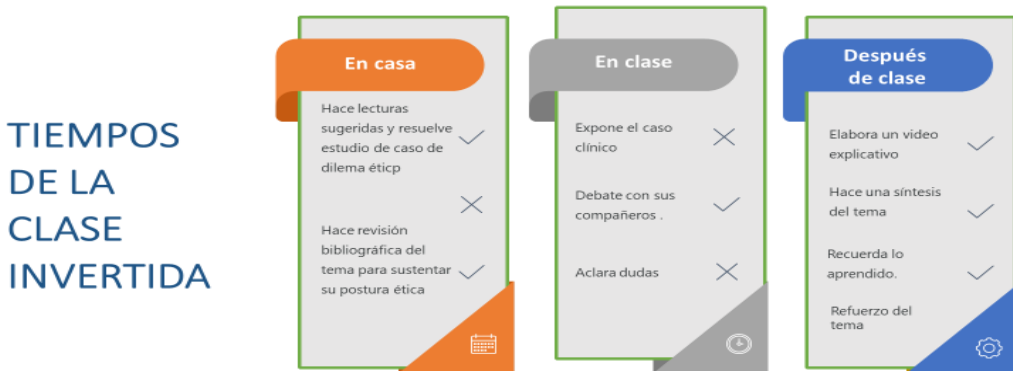 TIEMPOS
DE LA
CLASE
INVERTIDA
En casa
Hace lecturas
sugeridas y resuelve
estudio de caso de
dilema éticp
Hace revisión
bibliográfica del
tema para sustentar
su postura ética
En clase
Expone el caso
clínico
Debate con sus
compañeros .
Aclara dudas
Después
de clase
Elabora un video
explicativo
Hace una síntesis
del tema
Recuerda lo
aprendido.
Refuerzo del
tema